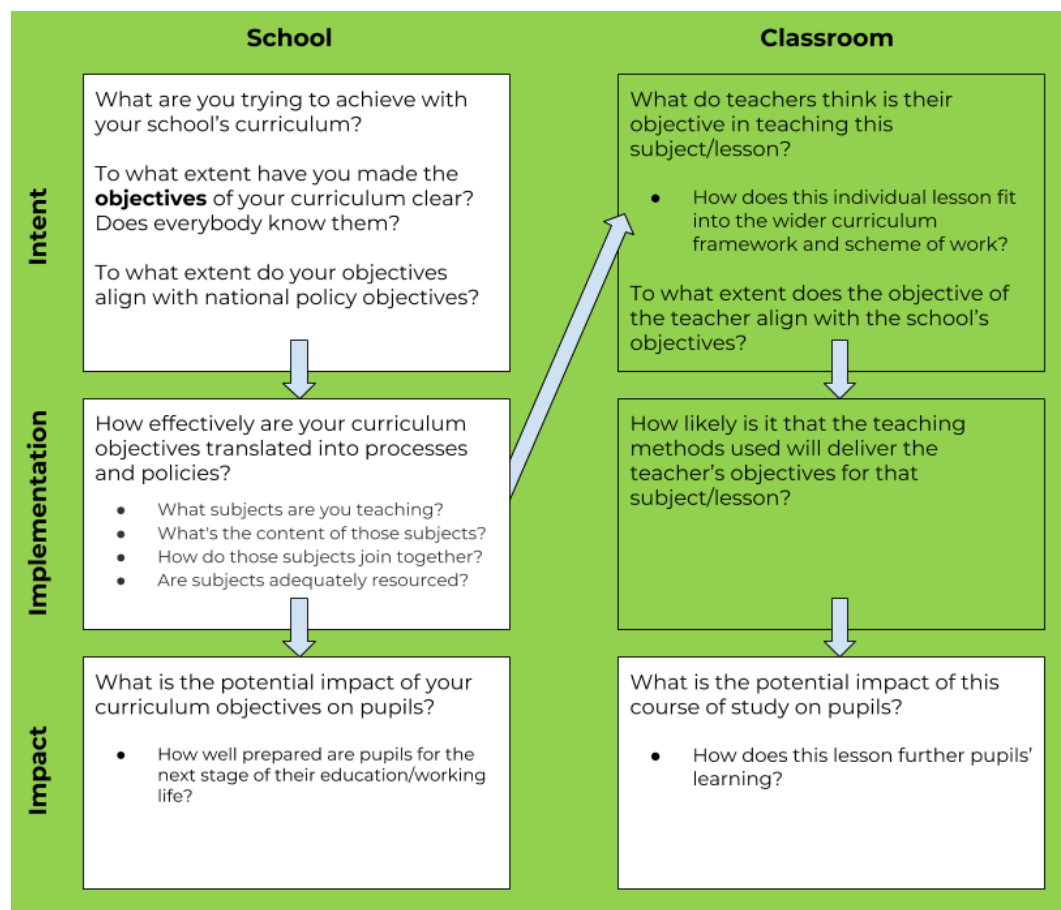 School
Classroom
Intent
What are you trying to achieve with
your school's curriculum?
To what extent have you made the
objectives of your curriculum clear?
Does everybody know them?
To what extent do your objectives
align with national policy objectives?
What do teachers think is their
objective in teaching this
subject/lesson?
● How does this individual lesson fit
into the wider curriculum
framework and scheme of work?
To what extent does the objective of
the teacher align with the school's
objectives?
Implementation
How effectively are your curriculum
objectives translated into processes
and policies?
● What subjects are you teaching?
● What's the content of those subjects?
● How do those subjects join together?
● Are subjects adequately resourced?
How likely is it that the teaching
methods used will deliver the
teacher's objectives for that
subject/lesson?
Impact
What is the potential impact of your
curriculum objectives on pupils?
● How well prepared are pupils for the
next stage of their education/working
life?
What is the potential impact of this
course of study on pupils?
● How does this lesson further pupils'
learning?